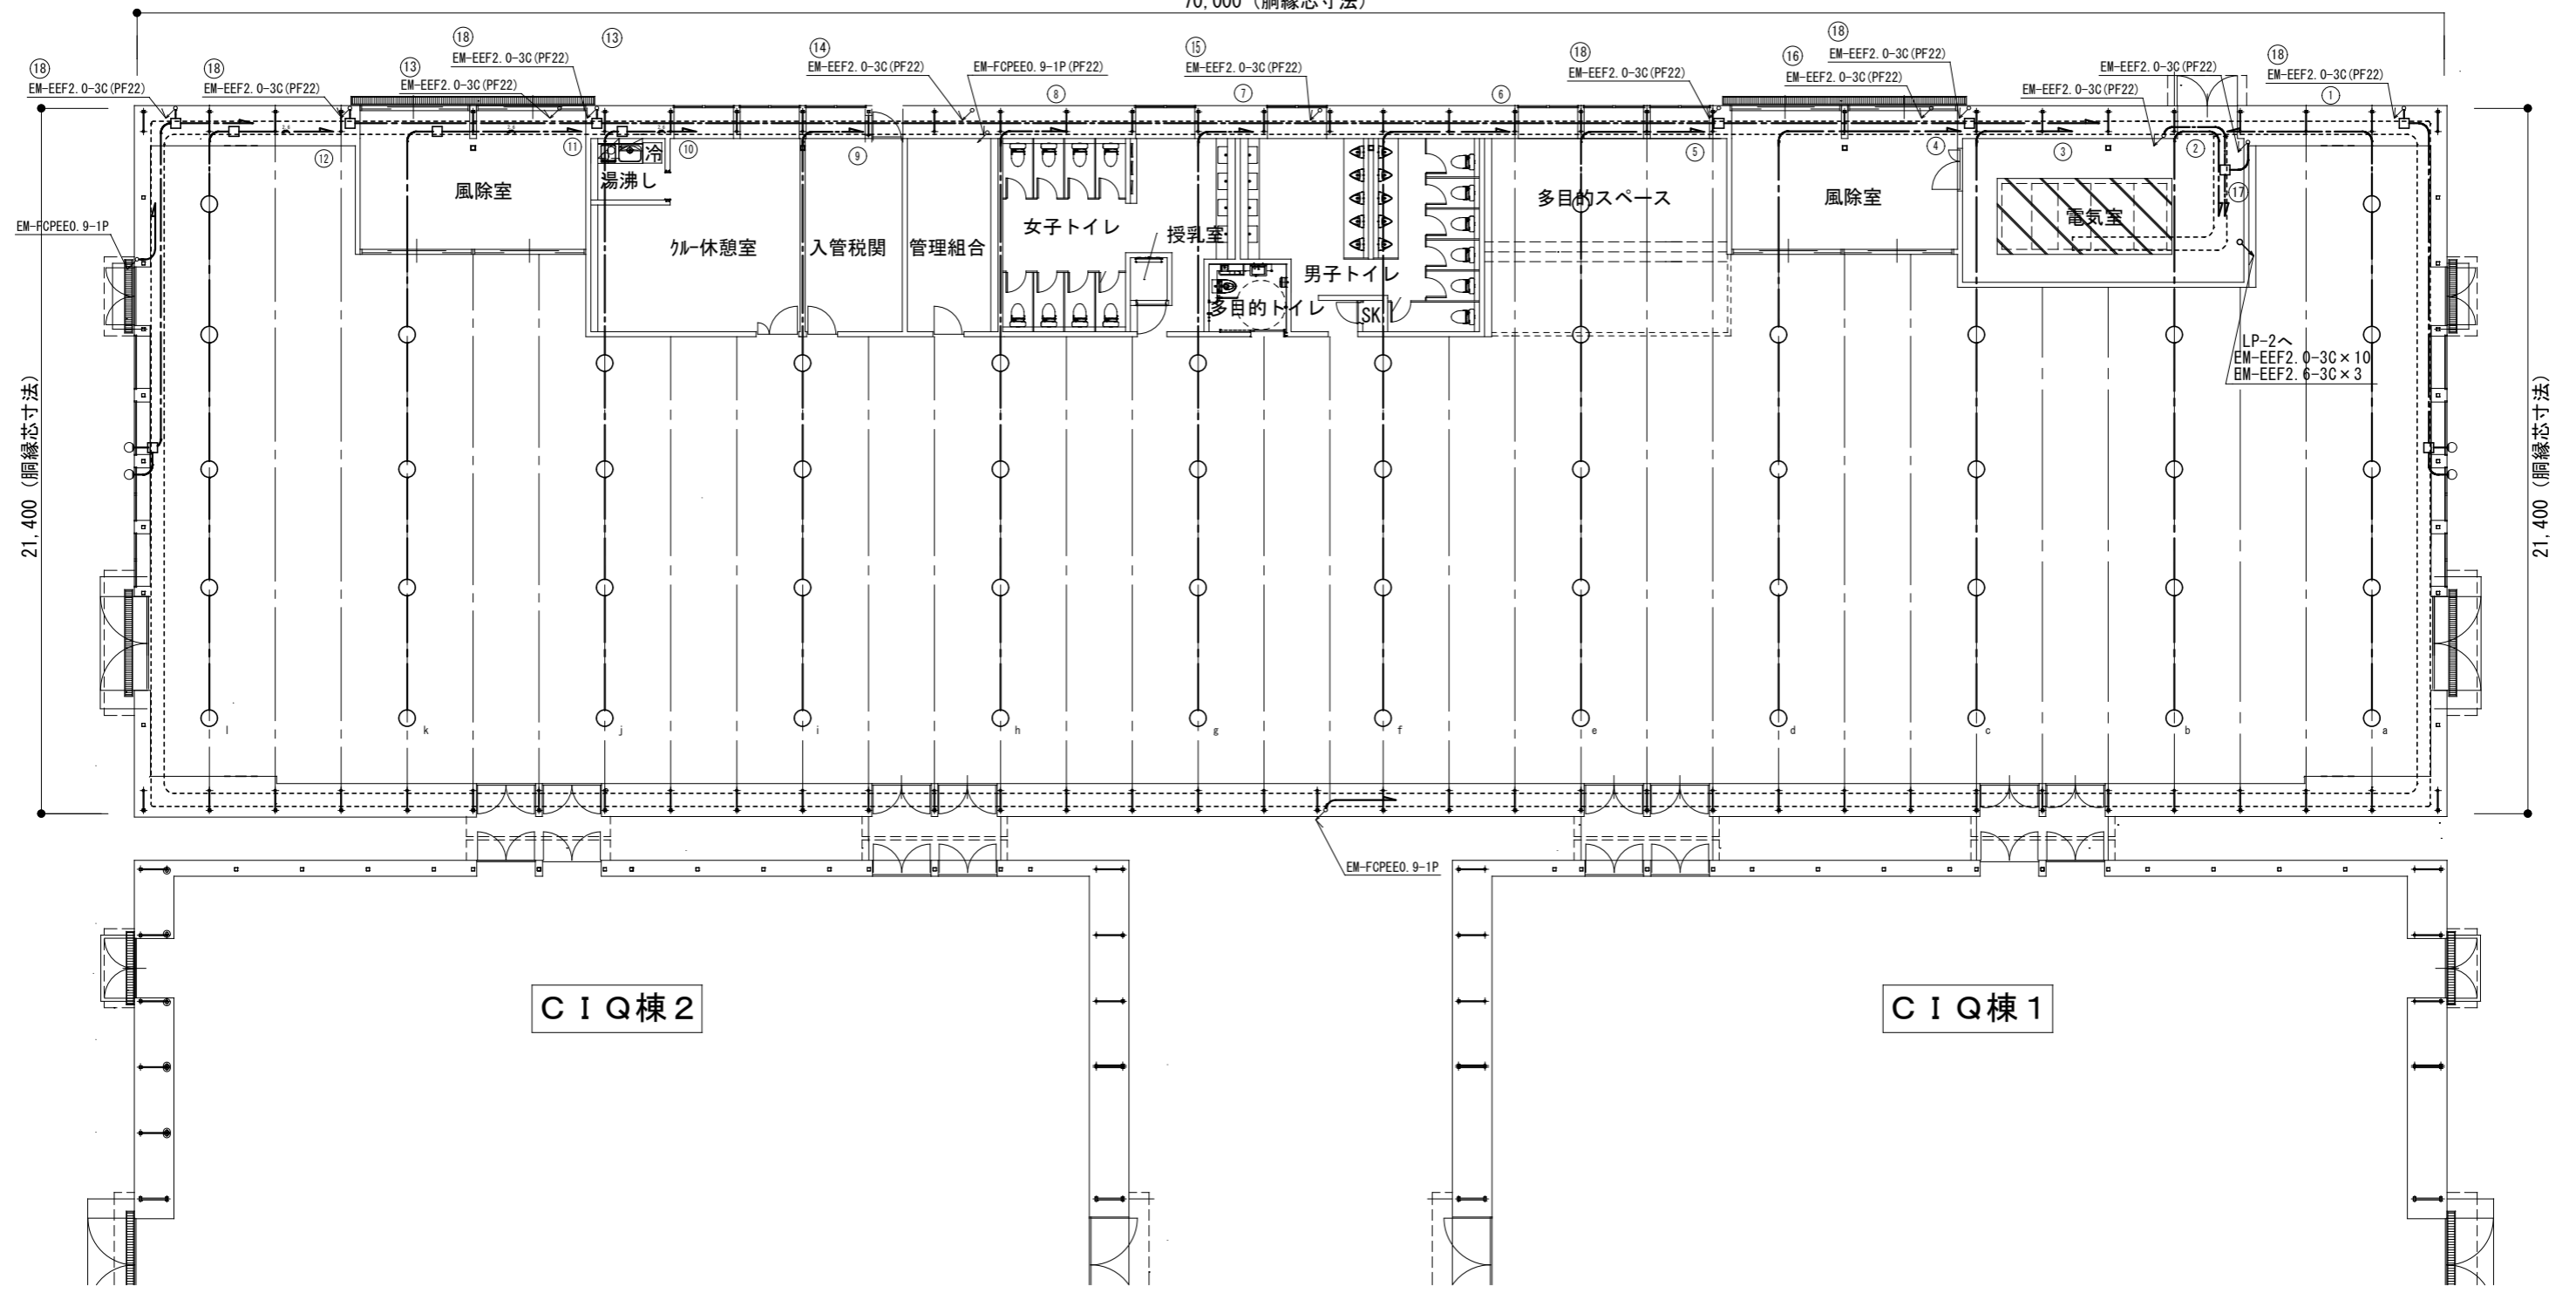 70,000 (胴縁芯寸法)
⑱
EM-EEF2.0-3C(PF22)
⑱
EM-EEF2.0-3C(PF22)
⑬
EM-EEF2.0-3C(PF22)
⑱
EM-EEF2.0-3C(PF22)
⑬
⑭
EM-EEF2.0-3C(PF22)
EM-FCPEE0.9-1P(PF22)
⑮
EM-EEF2.0-3C(PF22)
⑱
EM-EEF2.0-3C(PF22)
⑯
EM-EEF2.0-3C(PF22)
⑱
EM-EEF2.0-3C(PF22)
EM-EEF2.0-3C(PF22)
EM-EEF2.0-3C(PF22)
⑱
EM-EEF2.0-3C(PF22)
⑧
⑦
⑥
①
⑫
⑪
⑩
⑨
⑤
④
③
②
⑰
EM-FCPEE0.9-1P
風除室
湯沸し
冷
クルー休憩室
入管税関
管理組合
女子トイレ
授乳室
多目的トイレ
男子トイレ
SK
多目的スペース
風除室
電気室
LP-2へ
EM-EEF2.0-3C×10
EM-EEF2.6-3C×3
21,400 (胴縁芯寸法)
21,400 (胴縁芯寸法)
l
k
j
i
h
g
f
e
d
c
b
a
EM-FCPEE0.9-1P
CIQ棟2
CIQ棟1